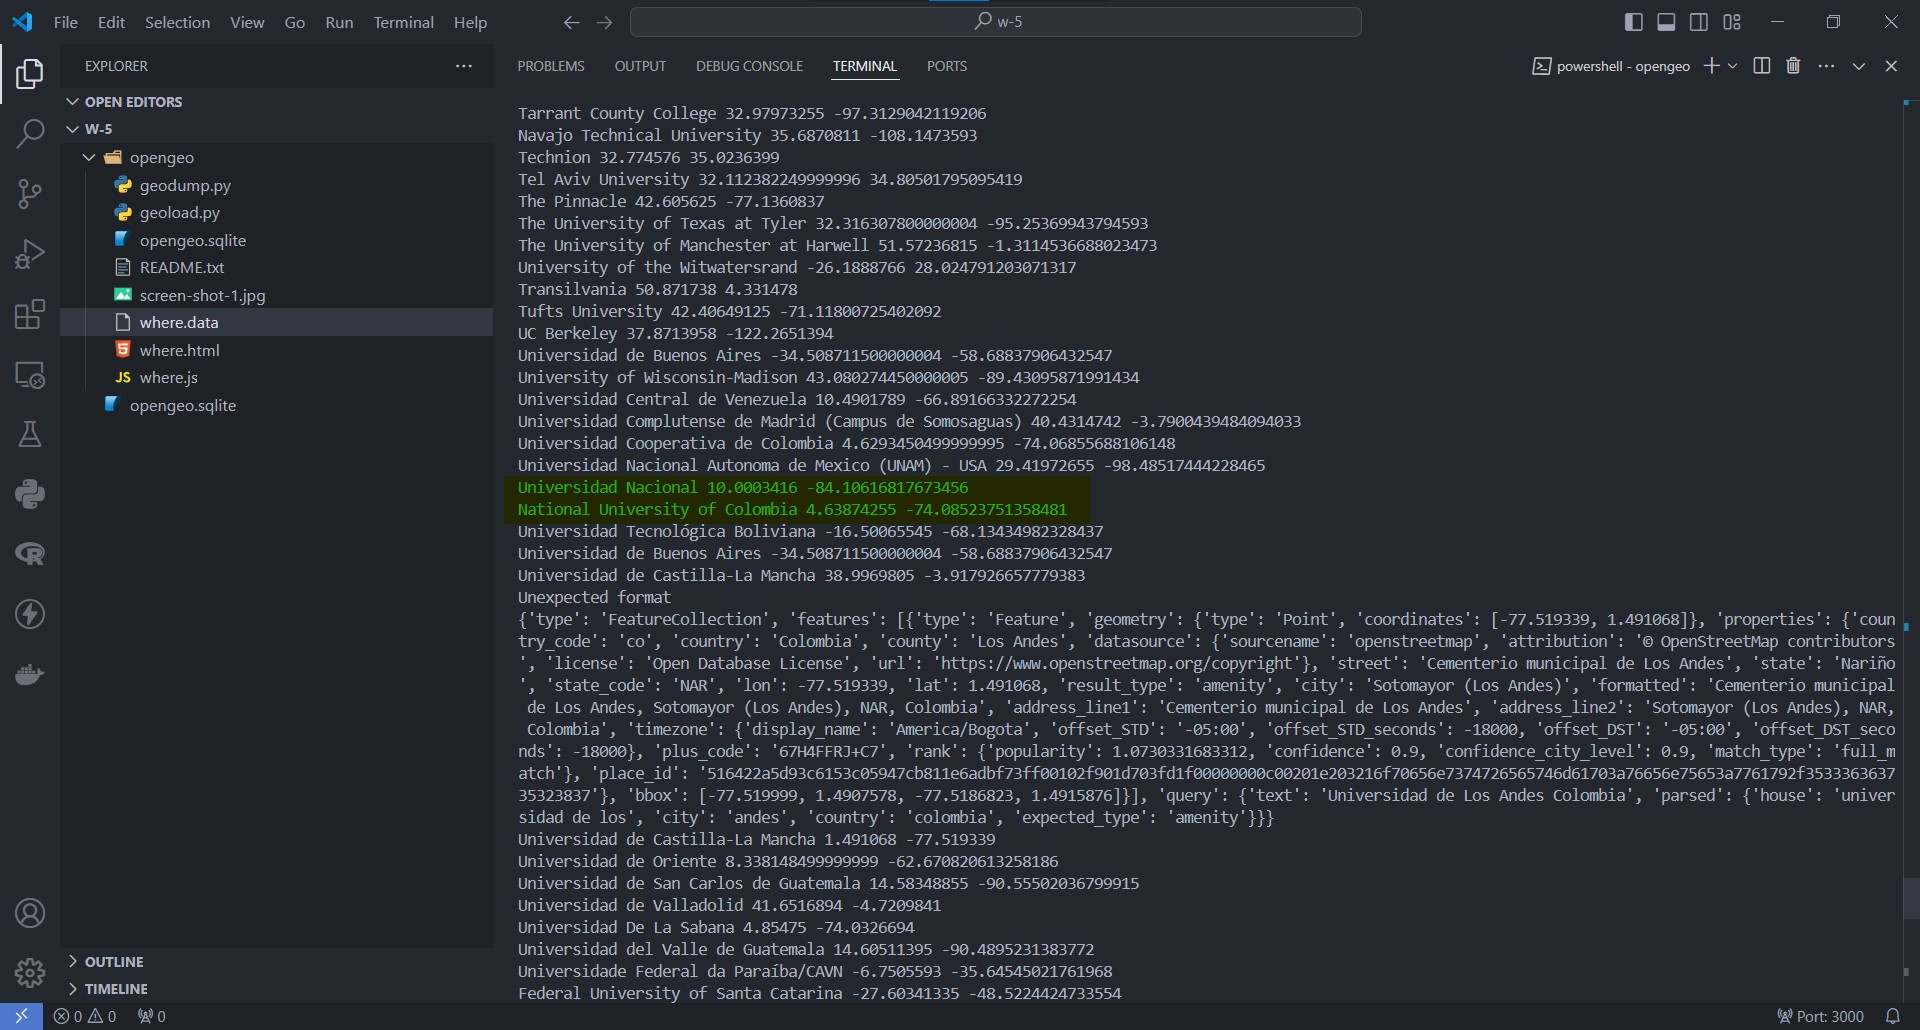 File Edit Selection View Go Run Terminal Help w-5
EXPLORER
OPEN EDITORS
W-5
opengeo
geodump.py
geoload.py
opengeo.sqlite
README.txt
screen-shot-1.jpg
where.data
where.html
JS where.js
opengeo.sqlite
OUTLINE
TIMELINE
PROBLEMS OUTPUT DEBUG CONSOLE TERMINAL PORTS powershell - opengeo
Tarrant County College 32.97973255 -97.3129042119206
Navajo Technical University 35.6870811 -108.1473593
Technion 32.774576 35.0236399
Tel Aviv University 32.112382249999996 34.80501795095419
The Pinnacle 42.605625 -77.1360837
The University of Texas at Tyler 32.316307800000004 -95.25369943794593
The University of Manchester at Harwell 51.57236815 -1.3114536688023473
University of the Witwatersrand -26.1888766 28.024791203071317
Transilvania 50.871738 4.331478
Tufts University 42.40649125 -71.11800725402092
UC Berkeley 37.8713958 -122.2651394
Universidad de Buenos Aires -34.508711500000004 -58.68837906432547
University of Wisconsin-Madison 43.080274450000005 -89.43095871991434
Universidad Central de Venezuela 10.4901789 -66.89166332272254
Universidad Complutense de Madrid (Campus de Somosaguas) 40.4314742 -3.7900439484094033
Universidad Cooperativa de Colombia 4.6293450499999995 -74.06855688106148
Universidad Nacional Autonoma de Mexico (UNAM) - USA 29.41972655 -98.48517444228465
Universidad Nacional 10.0003416 -84.10616817673456
National University of Colombia 4.63874255 -74.08523751358481
Universidad Tecnológica Boliviana -16.50065545 -68.13434982328437
Universidad de Buenos Aires -34.508711500000004 -58.68837906432547
Universidad de Castilla-La Mancha 38.9969805 -3.917926657779383
Unexpected format
{'type': 'FeatureCollection', 'features': [{'type': 'Feature', 'geometry': {'type': 'Point', 'coordinates': [-77.519339, 1.491068]}, 'properties': {'coun
try_code': 'co', 'country': 'Colombia', 'county': 'Los Andes', 'datasource': {'sourcename': 'openstreetmap', 'attribution': '© OpenStreetMap contributors
', 'license': 'Open Database License', 'url': 'https://www.openstreetmap.org/copyright'}, 'street': 'Cementerio municipal de Los Andes', 'state': 'Nariño
', 'state_code': 'NAR', 'lon': -77.519339, 'lat': 1.491068, 'result_type': 'amenity', 'city': 'Sotomayor (Los Andes)', 'formatted': 'Cementerio municipal
de Los Andes, Sotomayor (Los Andes), NAR, Colombia', 'address_line1': 'Cementerio municipal de Los Andes', 'address_line2': 'Sotomayor (Los Andes), NAR,
Colombia', 'timezone': {'display_name': 'America/Bogota', 'offset_STD': '-05:00', 'offset_STD_seconds': -18000, 'offset_DST': '-05:00', 'offset_DST_seco
nds': -18000}, 'plus_code': '67H4FFRJ+C7', 'rank': {'popularity': 1.0730331683312, 'confidence': 0.9, 'confidence_city_level': 0.9, 'match_type': 'full_m
atch'}, 'place_id': '516422a5d93c6153c05947cb811e6adbf73ff00102f901d703fd1f00000000c00201e203216f70656e7374726565746d61703a76656e75653a7761792f3533363637
35323837'}, 'bbox': [-77.519999, 1.4907578, -77.5186823, 1.4915876]}], 'query': {'text': 'Universidad de Los Andes Colombia', 'parsed': {'house': 'univer
sidad de los', 'city': 'andes', 'country': 'colombia', 'expected_type': 'amenity'}}}
Universidad de Castilla-La Mancha 1.491068 -77.519339
Universidad de Oriente 8.338148499999999 -62.670820613258186
Universidad de San Carlos de Guatemala 14.58348855 -90.55502036799915
Universidad de Valladolid 41.6516894 -4.7209841
Universidad De La Sabana 4.85475 -74.0326694
Universidad del Valle de Guatemala 14.60511395 -90.4895231383772
Universidade Federal da Paraíba/CAVN -6.7505593 -35.64545021761968
Federal University of Santa Catarina -27.60341335 -48.5224424733554
0 0 0 Port: 3000